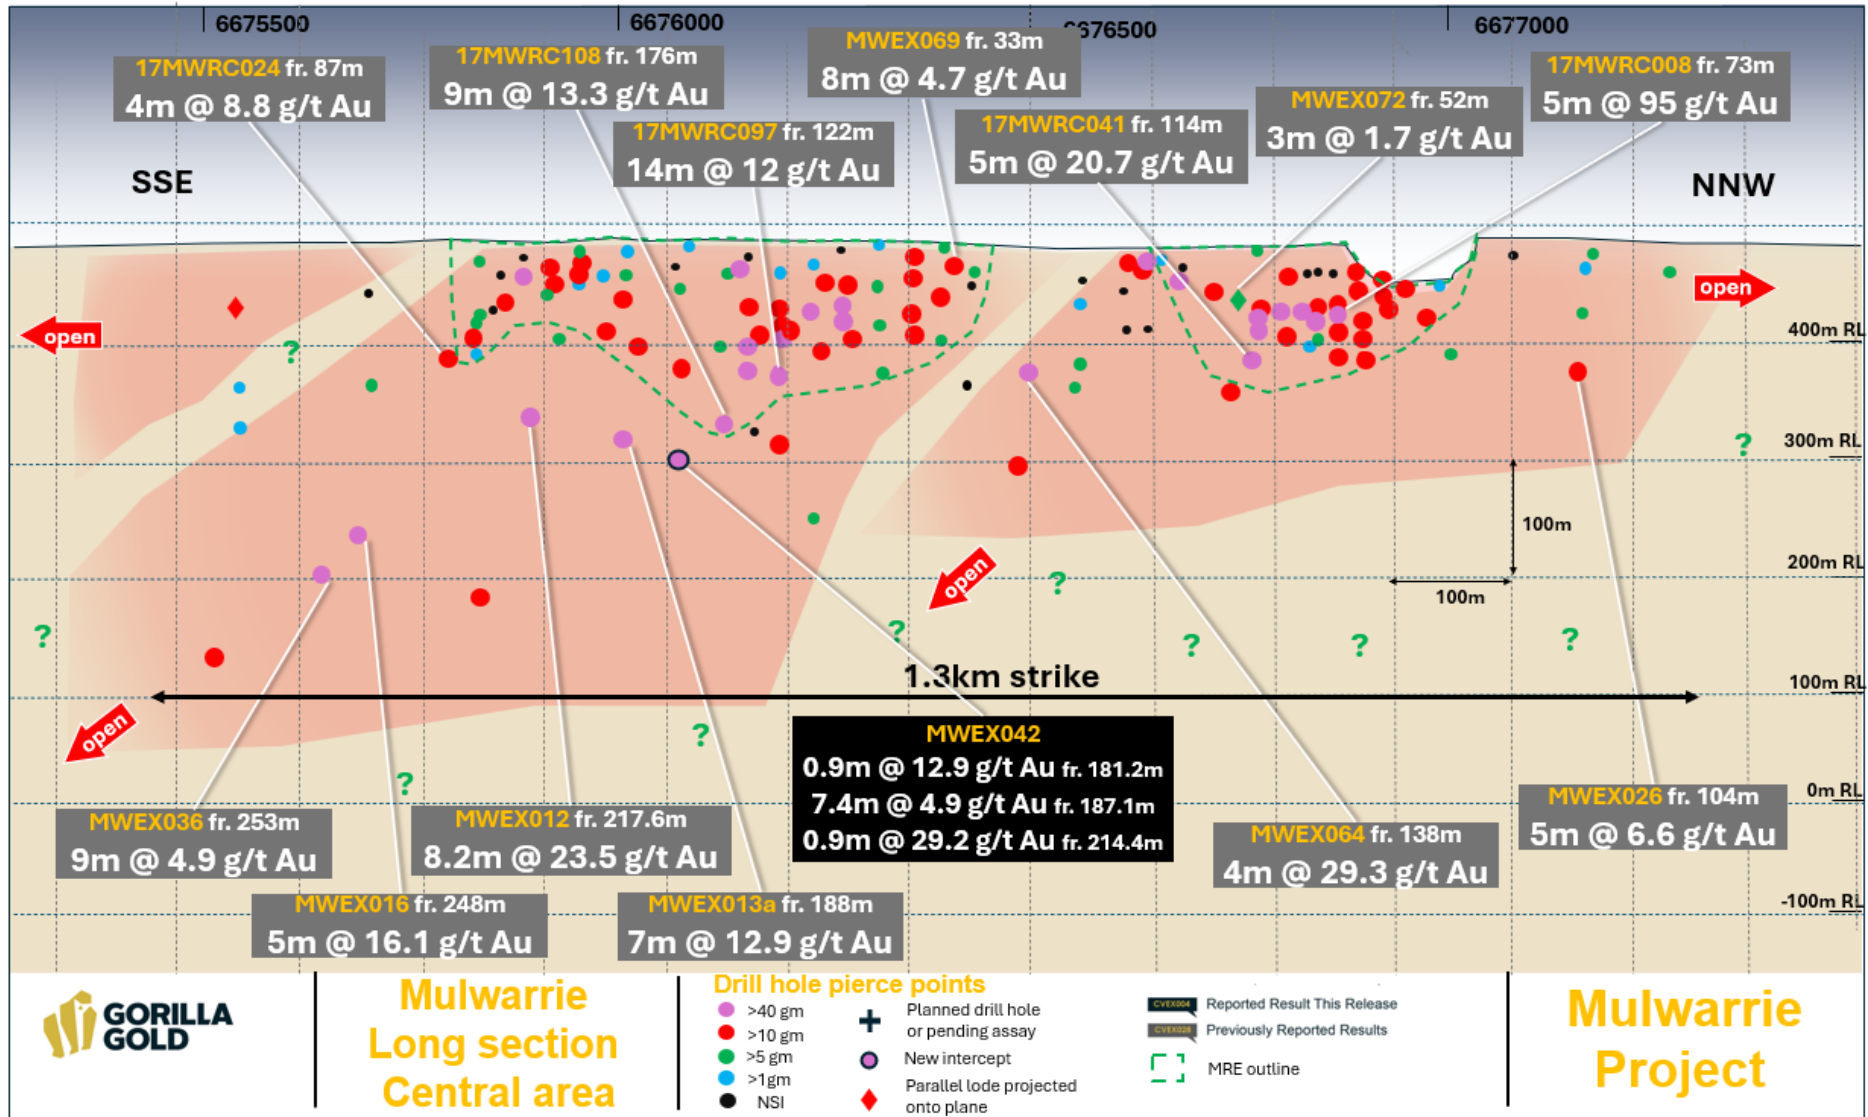 6675500
6676000
6676500
6677000
17MWRC024 fr. 87m
4m @ 8.8 g/t Au
17MWRC108 fr. 176m
9m @ 13.3 g/t Au
MWEX069 fr. 33m
8m @ 4.7 g/t Au
17MWRC097 fr. 122m
14m @ 12 g/t Au
17MWRC041 fr. 114m
5m @ 20.7 g/t Au
MWEX072 fr. 52m
3m @ 1.7 g/t Au
17MWRC008 fr. 73m
5m @ 95 g/t Au
SSE
NNW
open
open
?
400m RL
300m RL
?
100m
200m RL
100m
open
?
?
?
?
?
?
1.3km strike
100m RL
open
?
?
MWEX042
0.9m @ 12.9 g/t Au fr. 181.2m
7.4m @ 4.9 g/t Au fr. 187.1m
0.9m @ 29.2 g/t Au fr. 214.4m
0m RL
MWEX036 fr. 253m
9m @ 4.9 g/t Au
MWEX012 fr. 217.6m
8.2m @ 23.5 g/t Au
MWEX064 fr. 138m
4m @ 29.3 g/t Au
MWEX026 fr. 104m
5m @ 6.6 g/t Au
MWEX016 fr. 248m
5m @ 16.1 g/t Au
MWEX013a fr. 188m
7m @ 12.9 g/t Au
-100m RL
GORILLA
GOLD
Mulwarrie
Long section
Central area
Drill hole pierce points
>40 gm
>10 gm
>5 gm
>1gm
NSI
Planned drill hole
or pending assay
New intercept
Parallel lode projected
onto plane
CVEX004 Reported Result This Release
CVEX028 Previously Reported Results
MRE outline
Mulwarrie
Project